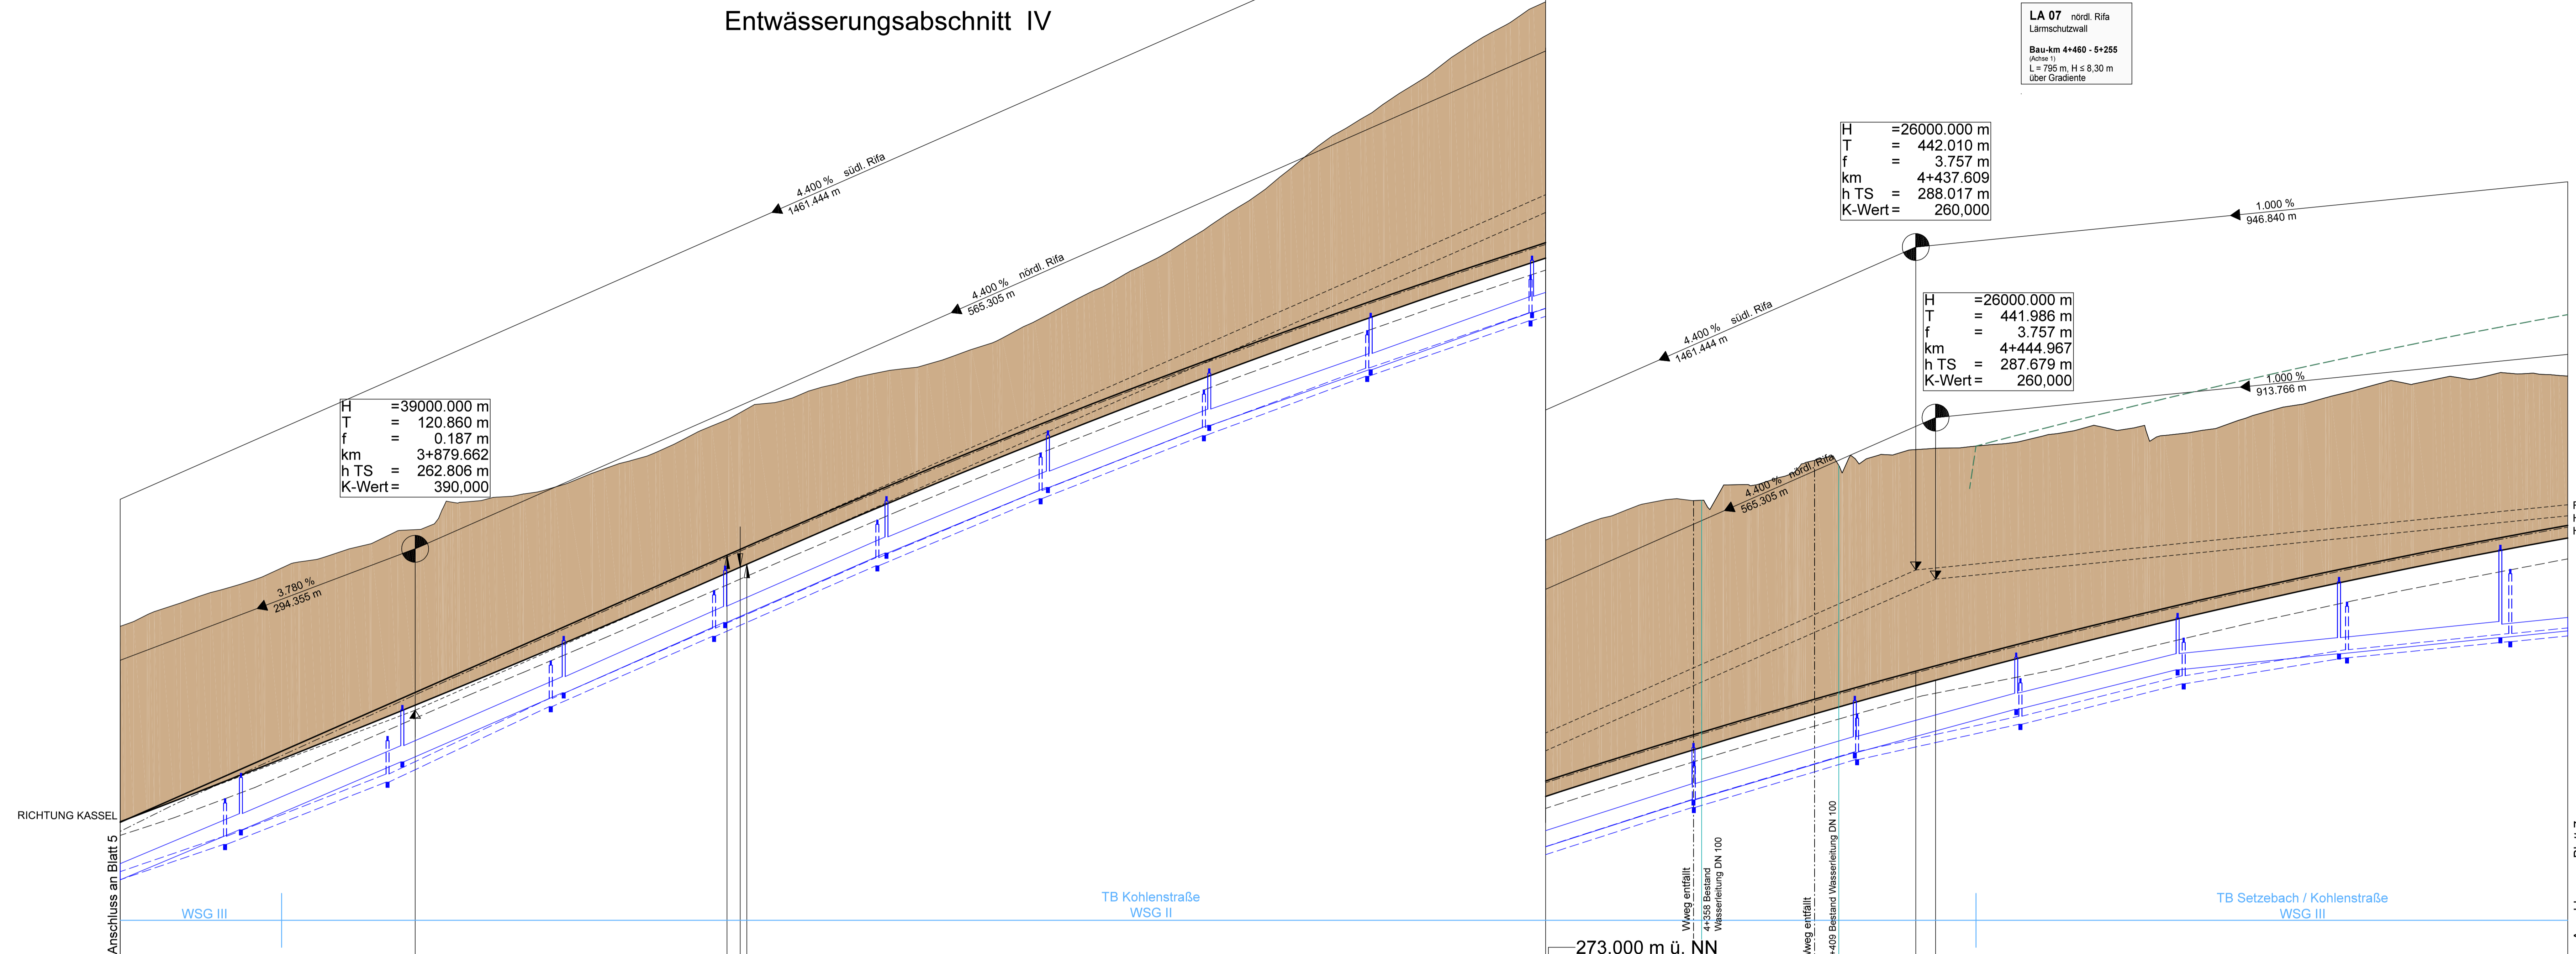 Entwässerungsabschnitt IV
LA 07 nördl. Rifa
Lärmschutzwall
Bau-km 4+460 - 5+255
(Achse 1)
L = 795 m, H ≤ 8,30 m
über Gradiente
4.400 % südl. Rifa
1461.444 m
4.400 % nördl. Rifa
565.305 m
H =39000.000 m
T = 120.860 m
f = 0.187 m
km 3+879.662
h TS = 262.806 m
K-Wert = 390,000
3.780 %
294.355 m
H =26000.000 m
T = 442.010 m
f = 3.757 m
km 4+437.609
h TS = 288.017 m
K-Wert = 260,000
1.000 %
946.840 m
H =26000.000 m
T = 441.986 m
f = 3.757 m
km 4+444.967
h TS = 287.679 m
K-Wert = 260,000
4.400 % südl. Rifa
1461.444 m
1.000 %
913.766 m
4.400 % nördl. Rifa
565.305 m
RICHTUNG KASSEL
Anschluss an Blatt 5
WSG III
TB Kohlenstraße
WSG II
Wweg entfällt
4+358 Bestand
Wasserleitung DN 100
Wweg entfällt
+409 Bestand Wasserleitung DN 100
TB Setzebach / Kohlenstraße
WSG III
273.000 m ü. NN